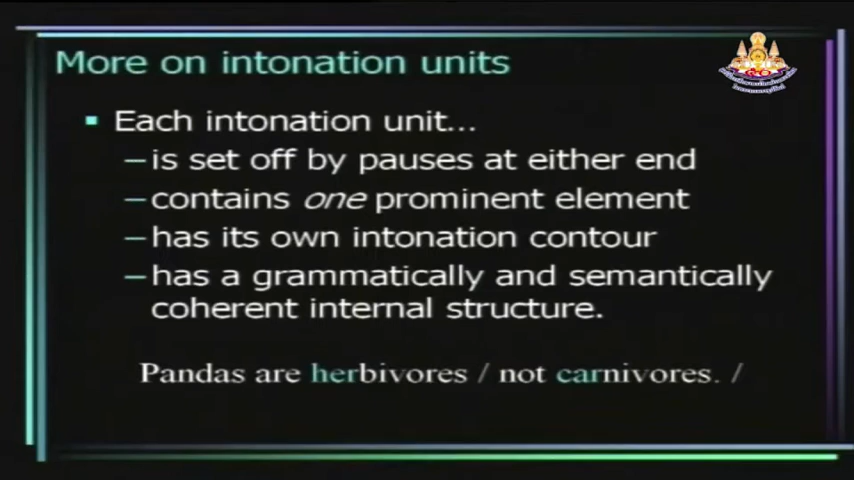 More on intonation units
▪ Each intonation unit...
–is set off by pauses at either end
–contains one prominent element
–has its own intonation contour
–has a grammatically and semantically
coherent internal structure.
Pandas are herbivores / not carnivores. /